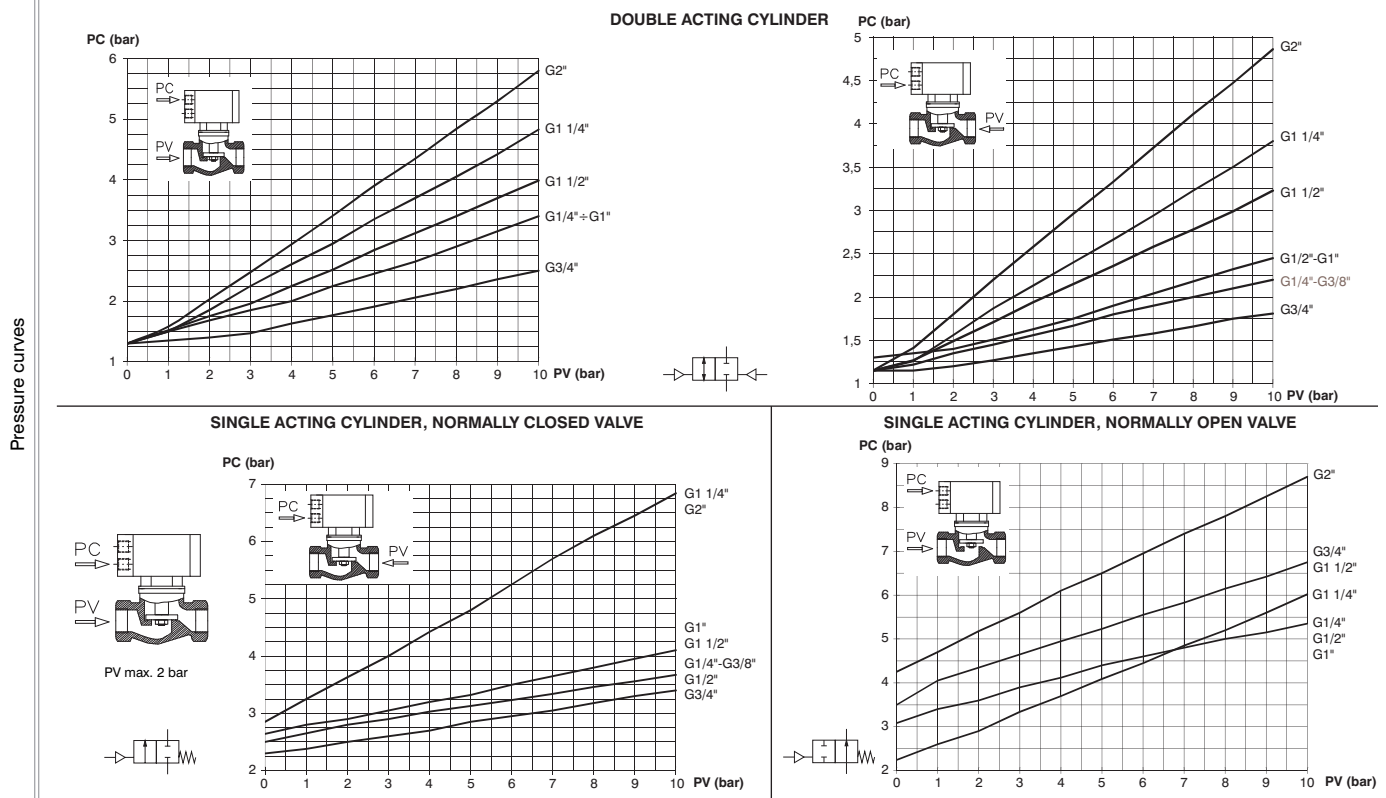 Pressure curves
DOUBLE ACTING CYLINDER
PC (bar)
6
5
4
3
2
1
0 1 2 3 4 5 6 7 8 9 10 PV (bar)
PC
PV
G2"
G1 1/4"
G1 1/2"
G1/4"÷G1"
G3/4"
PC (bar)
5
4,5
4
3,5
3
2,5
2
1,5
1
0 1 2 3 4 5 6 7 8 9 10 PV (bar)
PC
PV
G2"
G1 1/4"
G1 1/2"
G1/2"-G1"
G1/4"-G3/8"
G3/4"
SINGLE ACTING CYLINDER, NORMALLY CLOSED VALVE
PC
PV
PV max. 2 bar
PC (bar)
7
6
5
4
3
2
0 1 2 3 4 5 6 7 8 9 10 PV (bar)
PC
PV
G1 1/4"
G2"
G1"
G1 1/2"
G1/4"-G3/8"
G1/2"
G3/4"
SINGLE ACTING CYLINDER, NORMALLY OPEN VALVE
PC (bar)
9
8
7
6
5
4
3
2
0 1 2 3 4 5 6 7 8 9 10 PV (bar)
PC
PV
G2"
G3/4"
G1 1/2"
G1 1/4"
G1/4"
G1/2"
G1"